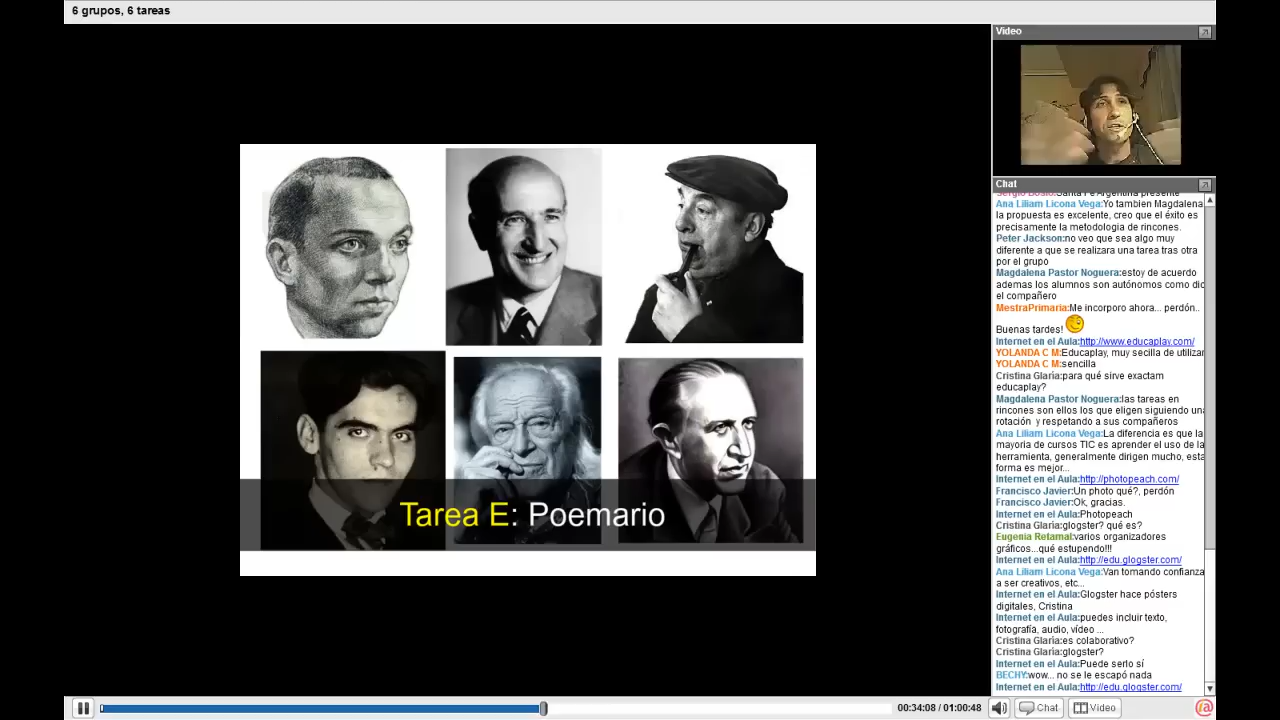 6 grupos, 6 tareas
Tarea E: Poemario
Video
Chat
Ana Liliam Licona Vega:Yo tambien Magdalena
la propuesta es excelente, creo que el éxito es
precisamente la metodologia de rincones.
Peter Jackson:no veo que sea algo muy
diferente a que se realizara una tarea tras otra
por el grupo
Magdalena Pastor Noguera:estoy de acuerdo
ademas los alumnos son autónomos como dic
el compañero
MestraPrimaria:Me incorporo ahora... perdón..
Buenas tardes!
Internet en el Aula:http://www.educaplay.com/
YOLANDA C M:Educaplay, muy secilla de utilizar
YOLANDA C M:sencilla
Cristina Glaría:para qué sirve exactam
educaplay?
Magdalena Pastor Noguera:las tareas en
rincones son ellos los que eligen siguiendo una
rotación y respetando a sus compañeros
Ana Liliam Licona Vega:La diferencia es que la
mayoria de cursos TIC es aprender el uso de la
herramienta, generalmente dirigen mucho, esta
forma es mejor...
Internet en el Aula:http://photopeach.com/
Francisco Javier:Un photo qué?, perdón
Francisco Javier:Ok, gracias.
Internet en el Aula:Photopeach
Cristina Glaría:glogster? qué es?
Eugenia Retamal:varios organizadores
gráficos...qué estupendo!!!
Internet en el Aula:http://edu.glogster.com/
Ana Liliam Licona Vega:Van tomando confianza
a ser creativos, etc...
Internet en el Aula:Glogster hace pósters
digitales, Cristina
Internet en el Aula:puedes incluir texto,
fotografía, audio, vídeo ...
Cristina Glaría:es colaborativo?
Cristina Glaría:glogster?
Internet en el Aula:Puede serlo sí
BECHY:wow... no se le escapó nada
Internet en el Aula:http://edu.glogster.com/
00:34:08 / 01:00:48
Chat
Video